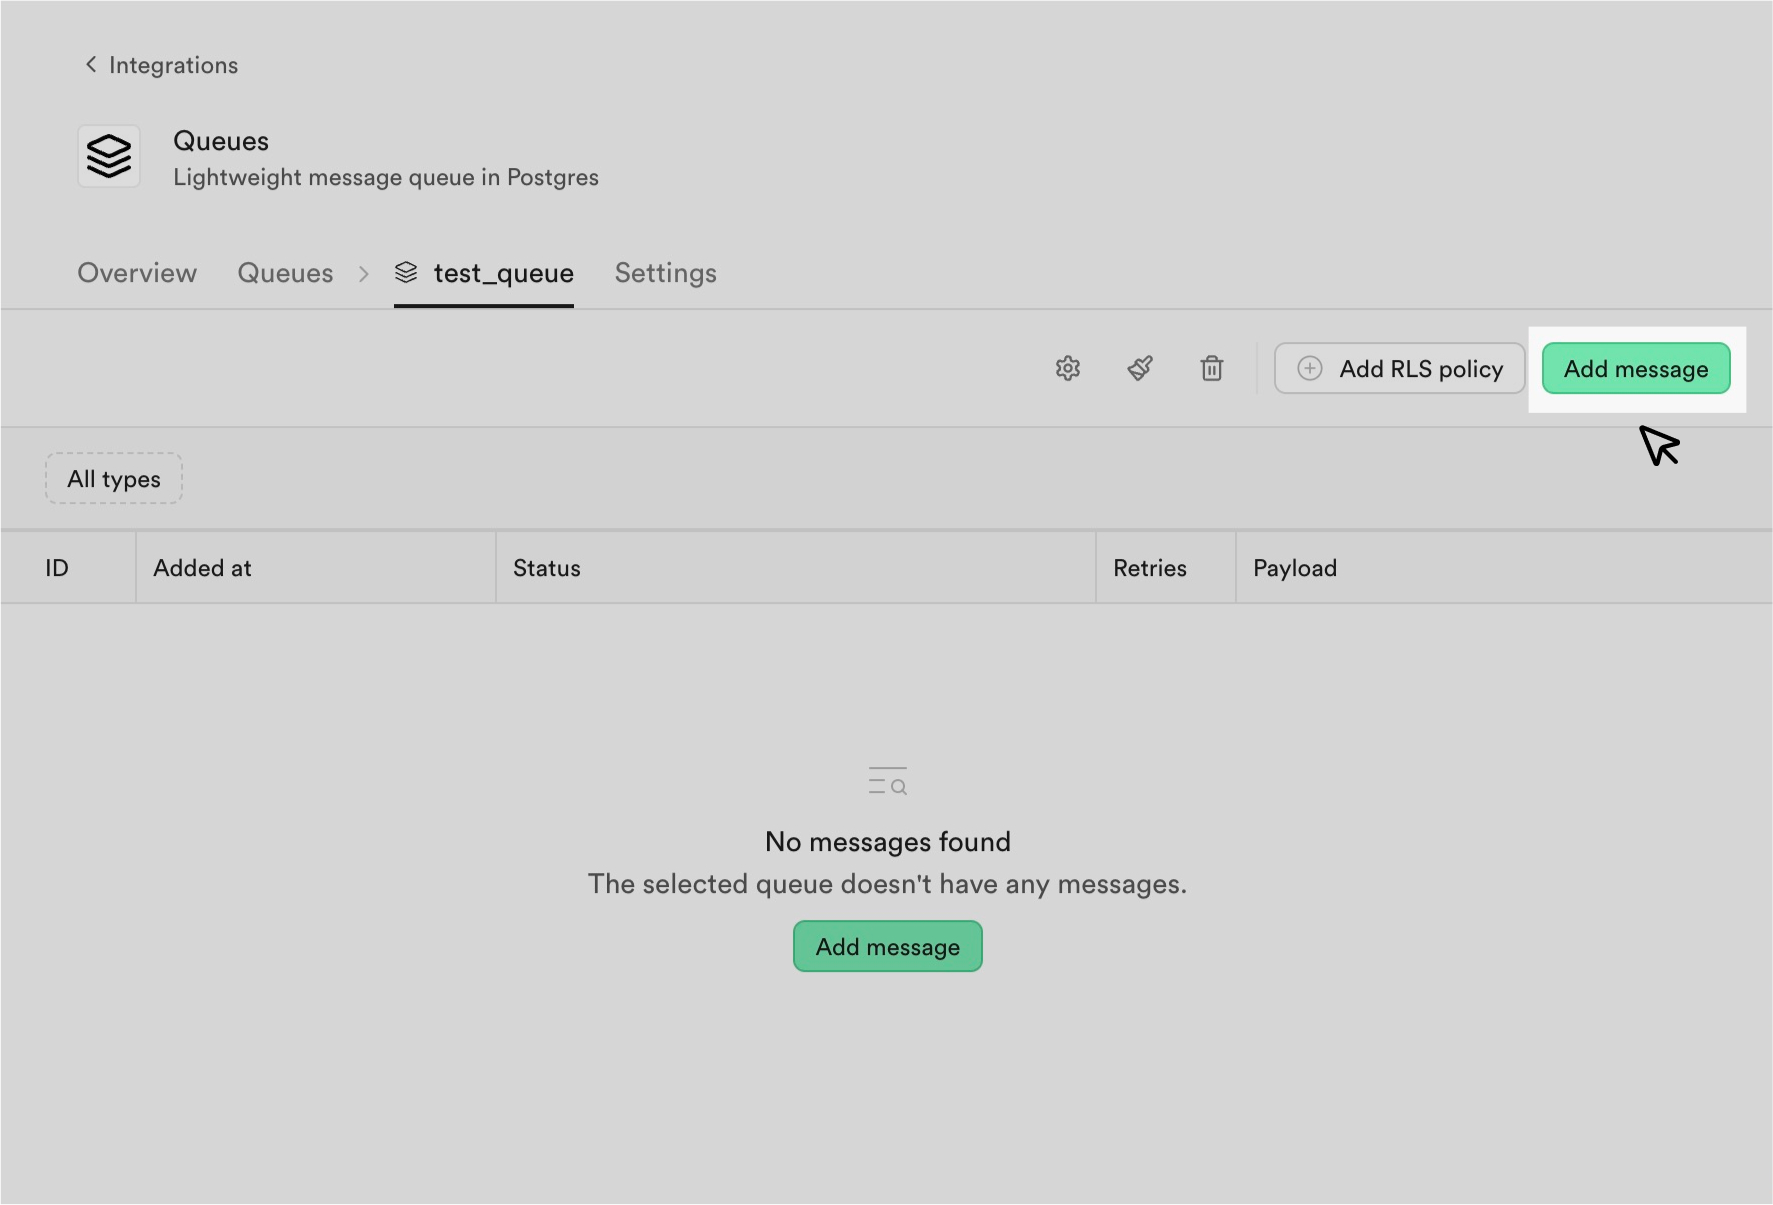 Integrations
Queues
Lightweight message queue in Postgres
Overview Queues test_queue Settings
Add RLS policy Add message
All types
ID Added at Status Retries Payload
No messages found
The selected queue doesn't have any messages.
Add message